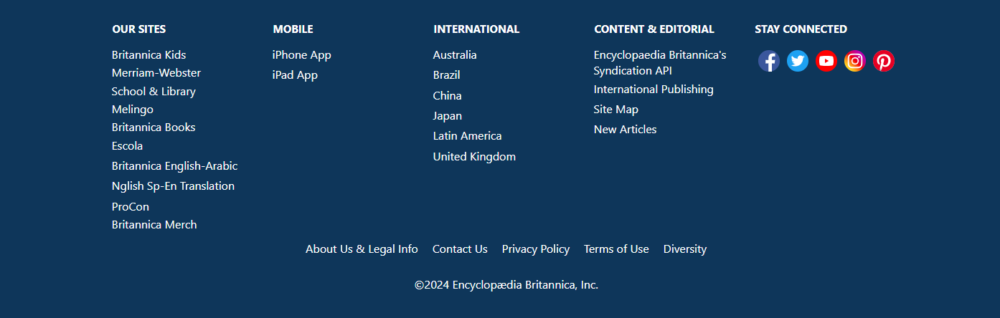 OUR SITES
Britannica Kids
Merriam-Webster
School & Library
Melingo
Britannica Books
Escola
Britannica English-Arabic
Nglish Sp-En Translation
ProCon
Britannica Merch
MOBILE
iPhone App
iPad App
INTERNATIONAL
Australia
Brazil
China
Japan
Latin America
United Kingdom
CONTENT & EDITORIAL
Encyclopaedia Britannica's
Syndication API
International Publishing
Site Map
New Articles
STAY CONNECTED
About Us & Legal Info Contact Us Privacy Policy Terms of Use Diversity
©2024 Encyclopædia Britannica, Inc.